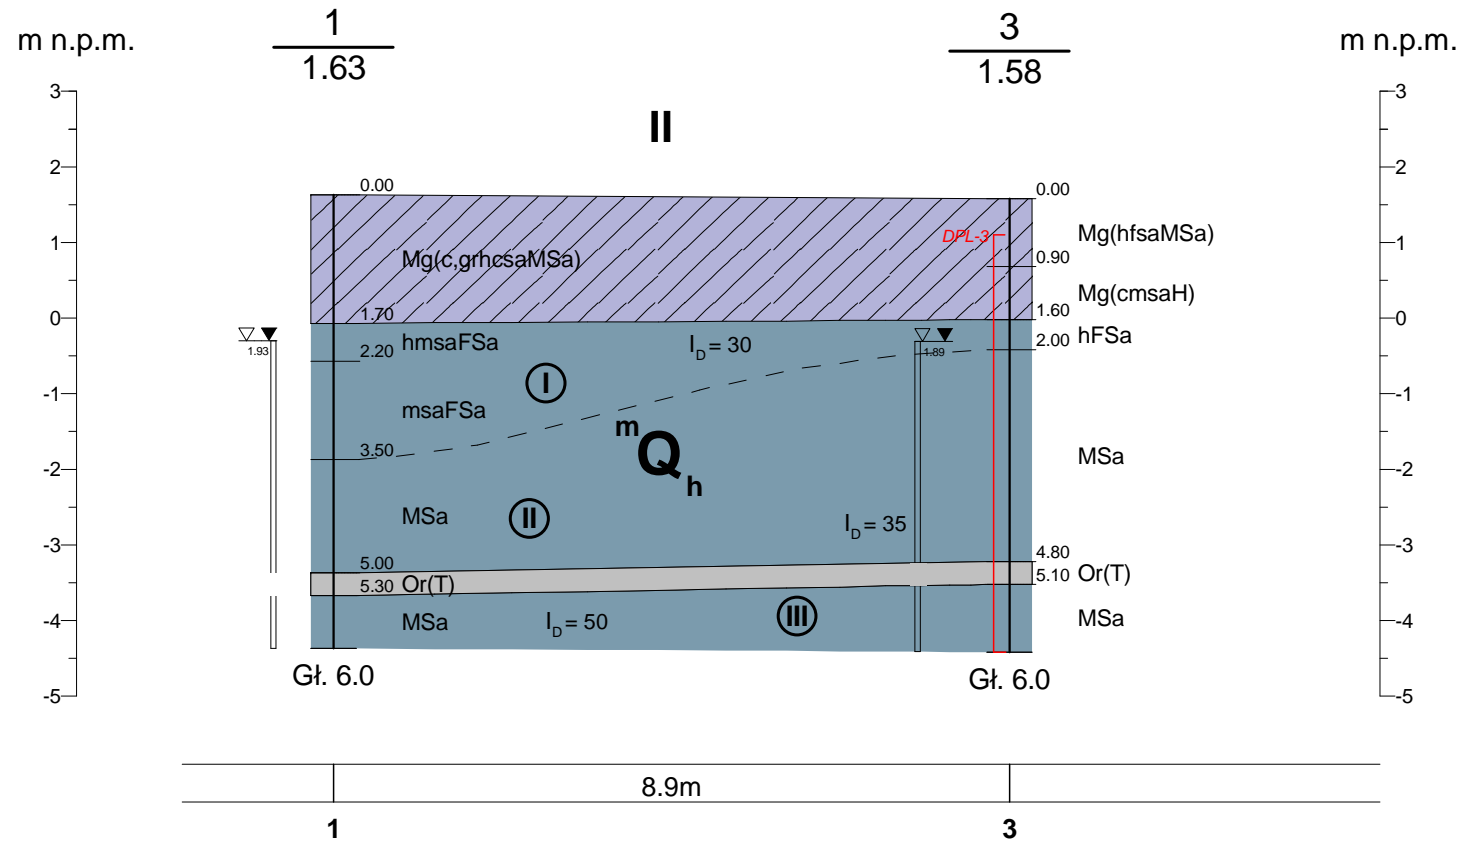 m n.p.m.
1
1.63
3
1.58
m n.p.m.
II
3
2
1
0
-1
-2
-3
-4
-5
0.00
Mg(c,grhcsaMSa)
1.70
hmsaFSa
2.20
I
msaFSa
3.50
MSa
II
5.00
5.30 Or(T)
MSa
ID = 50
III
Gł. 6.0
1.93
ID = 30
mQh
ID = 35
1.89
DPL-3
0.00
Mg(hfsaMSa)
0.90
Mg(cmsaH)
1.60
2.00 hFSa
MSa
4.80
5.10 Or(T)
MSa
Gł. 6.0
3
2
1
0
-1
-2
-3
-4
-5
8.9m
1
3